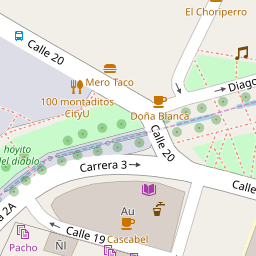 El Choriperro
Calle 20
Mero Taco
Diago
100 montaditos
CityU
Doña Blanca
hoyito
del diablo
Calle 20
Carrera 3
Calle
a 2A
Au
Calle 19
Cascabel
Pacho
Ñl